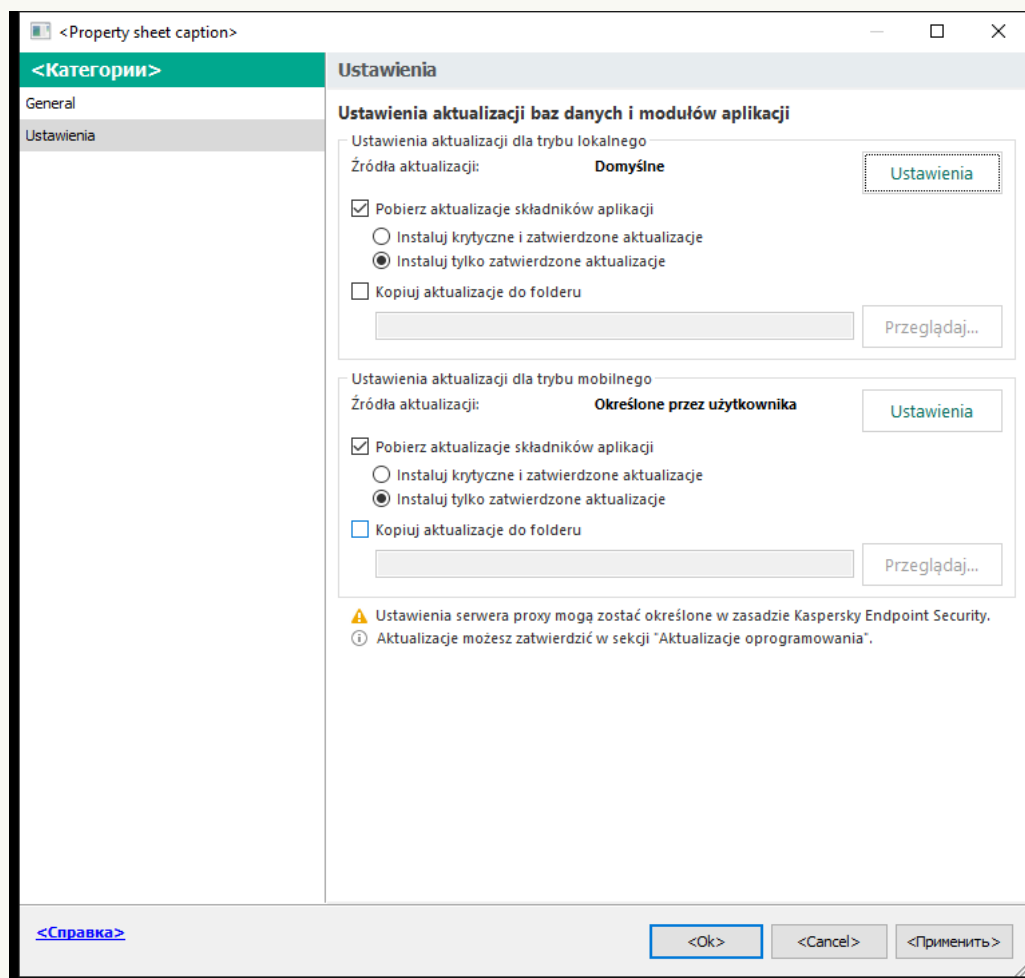 <Property sheet caption>
<Категории>
General
Ustawienia
Ustawienia
Ustawienia aktualizacji baz danych i modułów aplikacji
Ustawienia aktualizacji dla trybu lokalnego
Źródła aktualizacji: Domyślne Ustawienia
Pobierz aktualizacje składników aplikacji
Instaluj krytyczne i zatwierdzone aktualizacje
Instaluj tylko zatwierdzone aktualizacje
Kopiuj aktualizacje do folderu
Przeglądaj...
Ustawienia aktualizacji dla trybu mobilnego
Źródła aktualizacji: Określone przez użytkownika Ustawienia
Pobierz aktualizacje składników aplikacji
Instaluj krytyczne i zatwierdzone aktualizacje
Instaluj tylko zatwierdzone aktualizacje
Kopiuj aktualizacje do folderu
Przeglądaj...
Ustawienia serwera proxy mogą zostać określone w zasadzie Kaspersky Endpoint Security.
Aktualizacje możesz zatwierdzić w sekcji "Aktualizacje oprogramowania".
<Справка>
<Ok> <Cancel> <Применить>